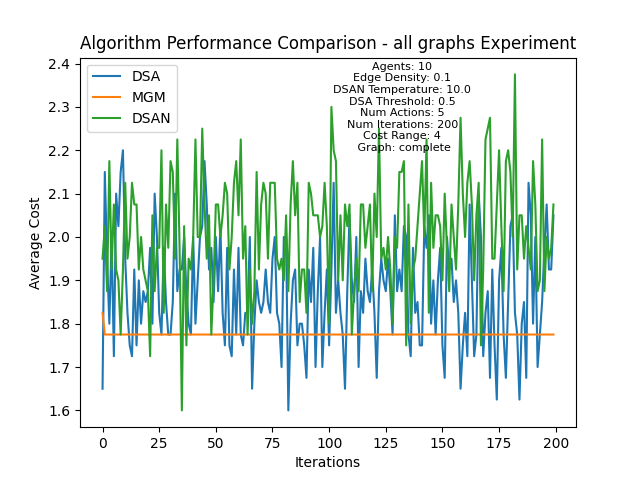 Algorithm Performance Comparison - all graphs Experiment
DSA
MGM
DSAN
Agents: 10
Edge Density: 0.1
DSAN Temperature: 10.0
DSA Threshold: 0.5
Num Actions: 5
Num Iterations: 200
Cost Range: 4
Graph: complete
Average Cost
2.4
2.3
2.2
2.1
2.0
1.9
1.8
1.7
1.6
0 25 50 75 100 125 150 175 200
Iterations